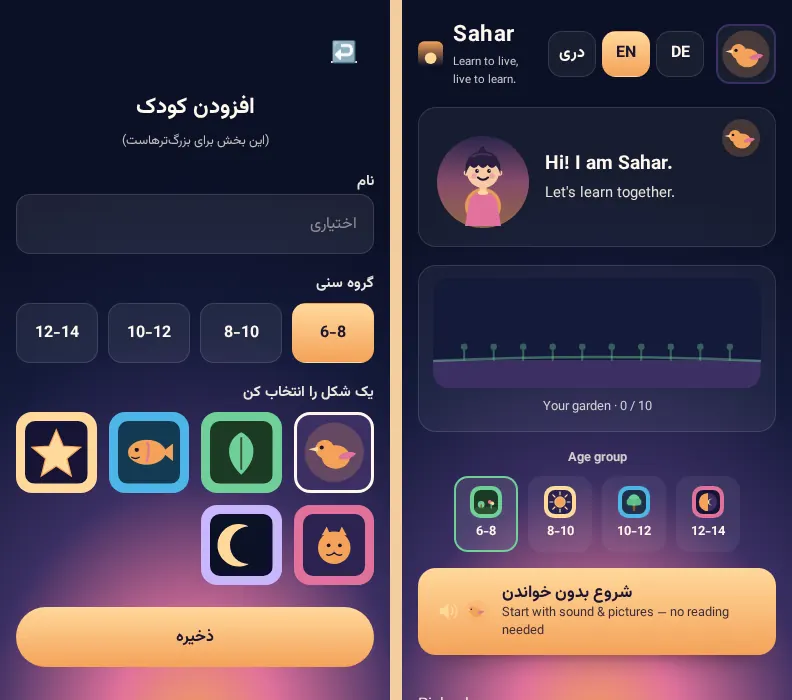 افزودن کودک
(این بخش برای بزرگ‌ترهاست)
نام
اختیاری
گروه سنی
6–8
8–10
10–12
12–14
یک شکل را انتخاب کن
ذخیره
Sahar
Learn to live,
live to learn.
دری
EN
DE
Hi! I am Sahar.
Let's learn together.
Your garden · 0 / 10
Age group
6–8
8–10
10–12
12–14
شروع بدون خواندن
Start with sound & pictures — no reading
needed